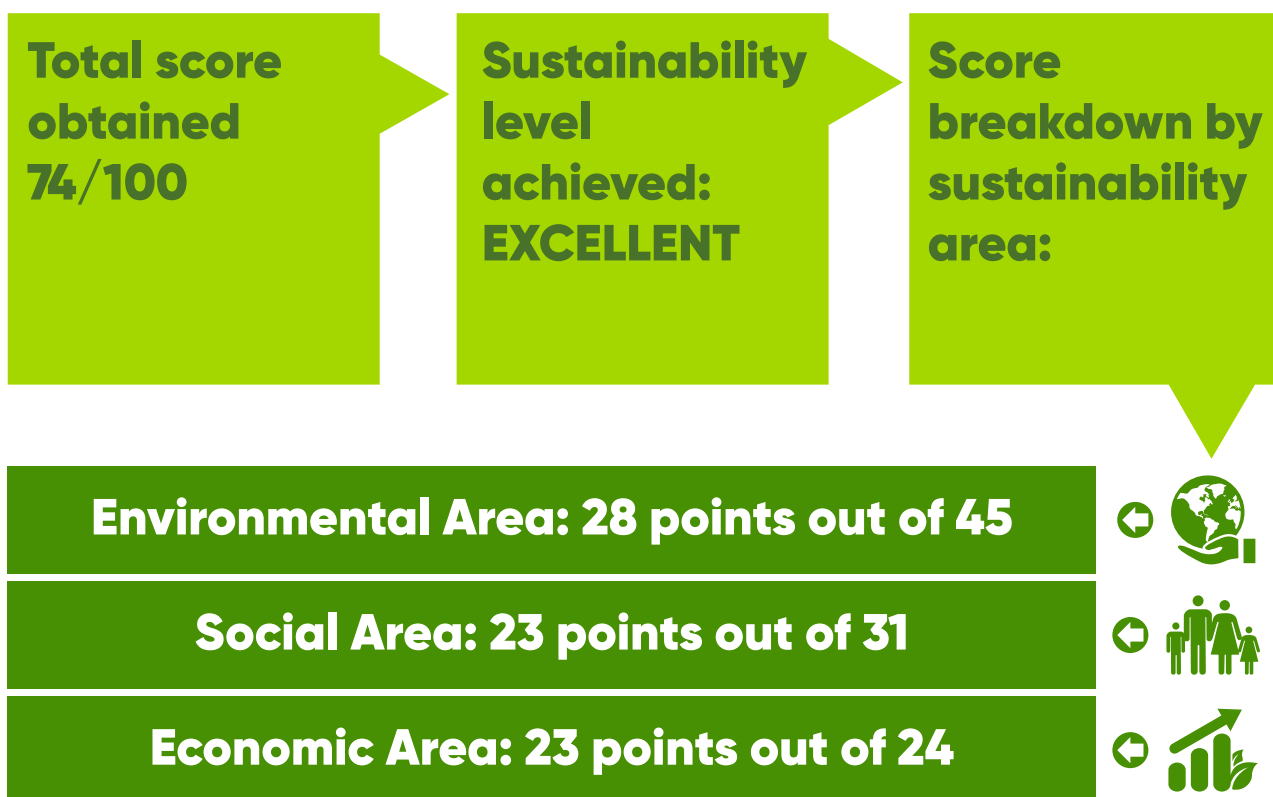 Total score
obtained
74/100
Sustainability
level
achieved:
EXCELLENT
Score
breakdown by
sustainability
area:
Environmental Area: 28 points out of 45
Social Area: 23 points out of 31
Economic Area: 23 points out of 24